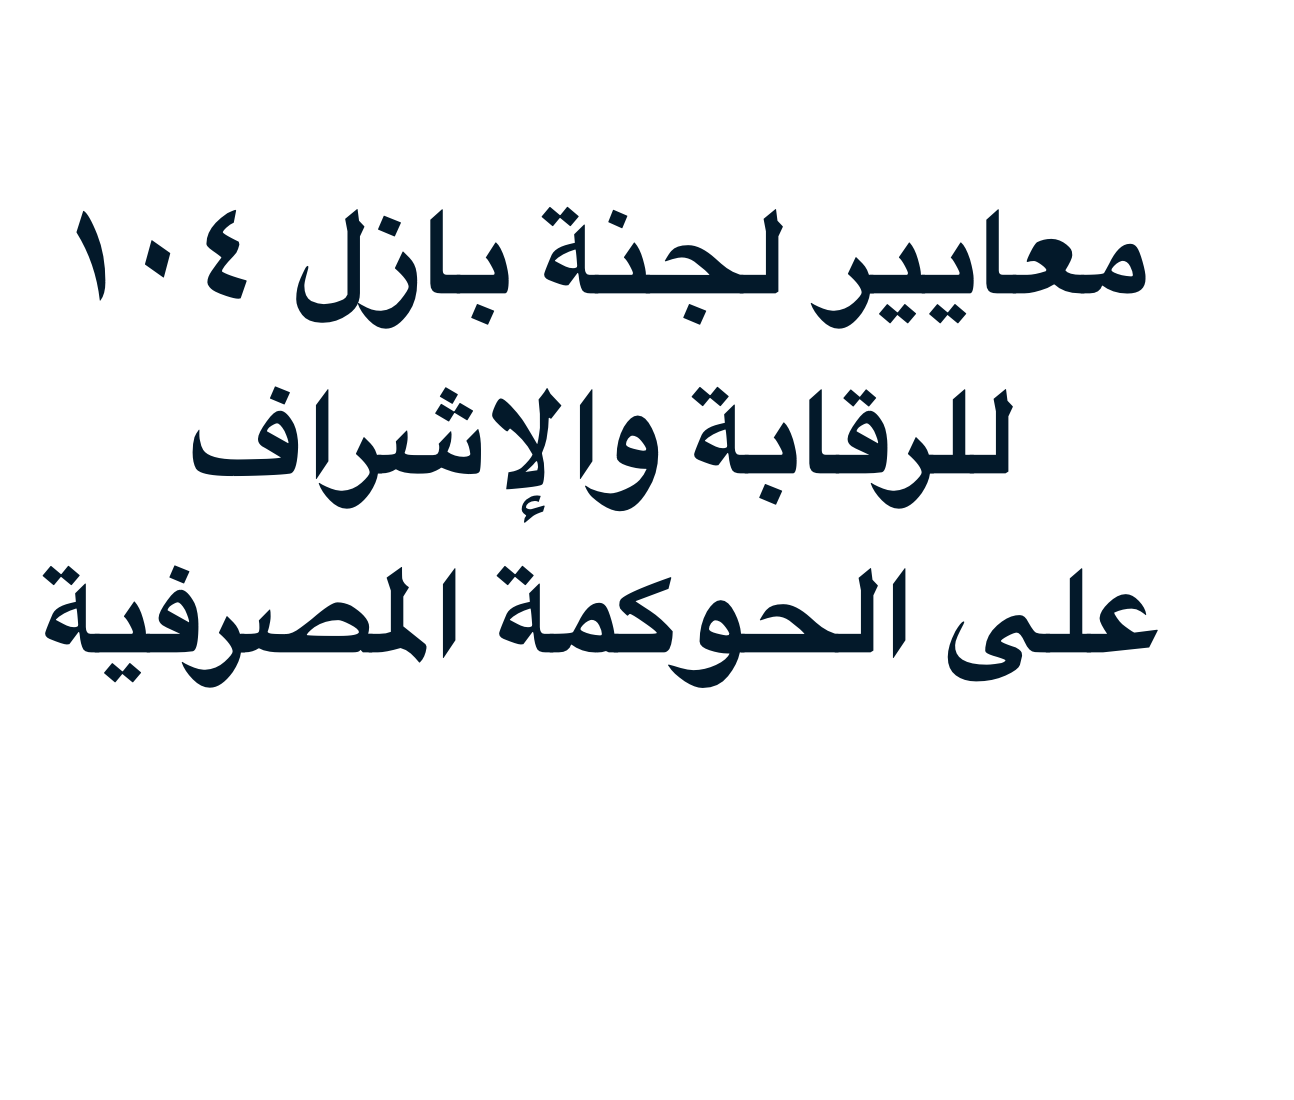 معايير لجنة بازل ١٠٤
للرقابة والإشراف
على الحوكمة المصرفية